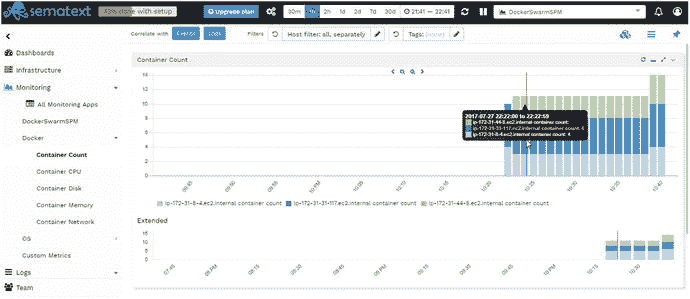 sematext
43% done with setup
Upgrade plan
30m
1h
2h
1d
7d
30d
21:41 — 22:41
DockerSwarmSPM
Correlate with
Events
Logs
Filters
Host filter: all, separately
Tags: (none)
Dashboards
Infrastructure
Monitoring
All Monitoring Apps
DockerSwarmSPM
Docker
Container Count
Container CPU
Container Disk
Container Memory
Container Network
OS
Custom Metrics
Logs
Team
Container Count
14
12
10
8
6
4
2
0
2017-07-27 22:22:00 to 22:22:59
ip-172-31-44-8.ec2.internal container count:
ip-172-31-31-117.ec2.internal container count:
ip-172-31-8-4.ec2.internal container count: 4
09:45
09:50
09:55
10 PM
10:05
10:10
10:15
10:20
10:25
10:30
10:35
10:40
ip-172-31-8-4.ec2.internal container count
ip-172-31-31-117.ec2.internal container count
ip-172-31-44-8.ec2.internal container count
Extended
15
10
5
0
07:45
08 PM
08:15
08:30
08:45
09 PM
09:15
09:30
09:45
10 PM
10:15
10:30